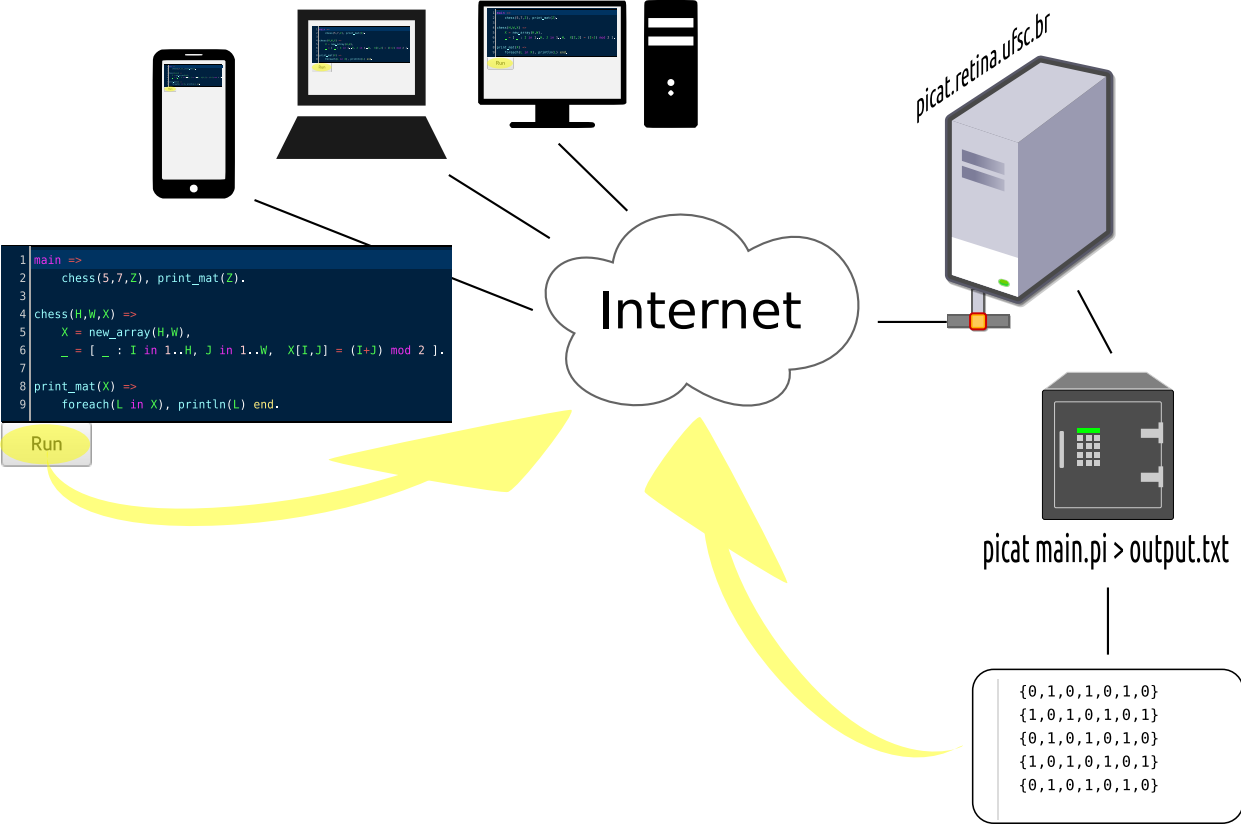 picat.retina.ufsc.br
1 main =>
2     chess(5,7,Z), print_mat(Z).
3
4 chess(H,W,X) =>
5     X = new_array(H,W),
6     _ = [ _ : I in 1..H, J in 1..W,  X[I,J] = (I+J) mod 2 ].
7
8 print_mat(X) =>
9     foreach(L in X), println(L) end.
Run
Run
Internet
picat main.pi > output.txt
{0,1,0,1,0,1,0}
{1,0,1,0,1,0,1}
{0,1,0,1,0,1,0}
{1,0,1,0,1,0,1}
{0,1,0,1,0,1,0}